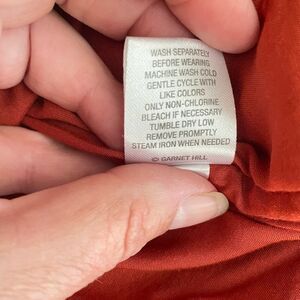 WASH SEPARATELY
BEFORE WEARING
MACHINE WASH COLD
GENTLE CYCLE WITH
LIKE COLORS
ONLY NON-CHLORINE
BLEACH IF NECESSARY
TUMBLE DRY LOW
REMOVE PROMPTLY
STEAM IRON WHEN NEEDED
© GARNET HILL